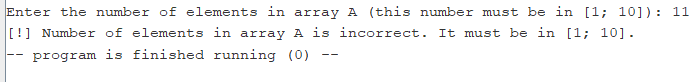 Enter the number of elements in array A (this number must be in [1; 10]): 11
[!] Number of elements in array A is incorrect. It must be in [1; 10].
-- program is finished running (0) --